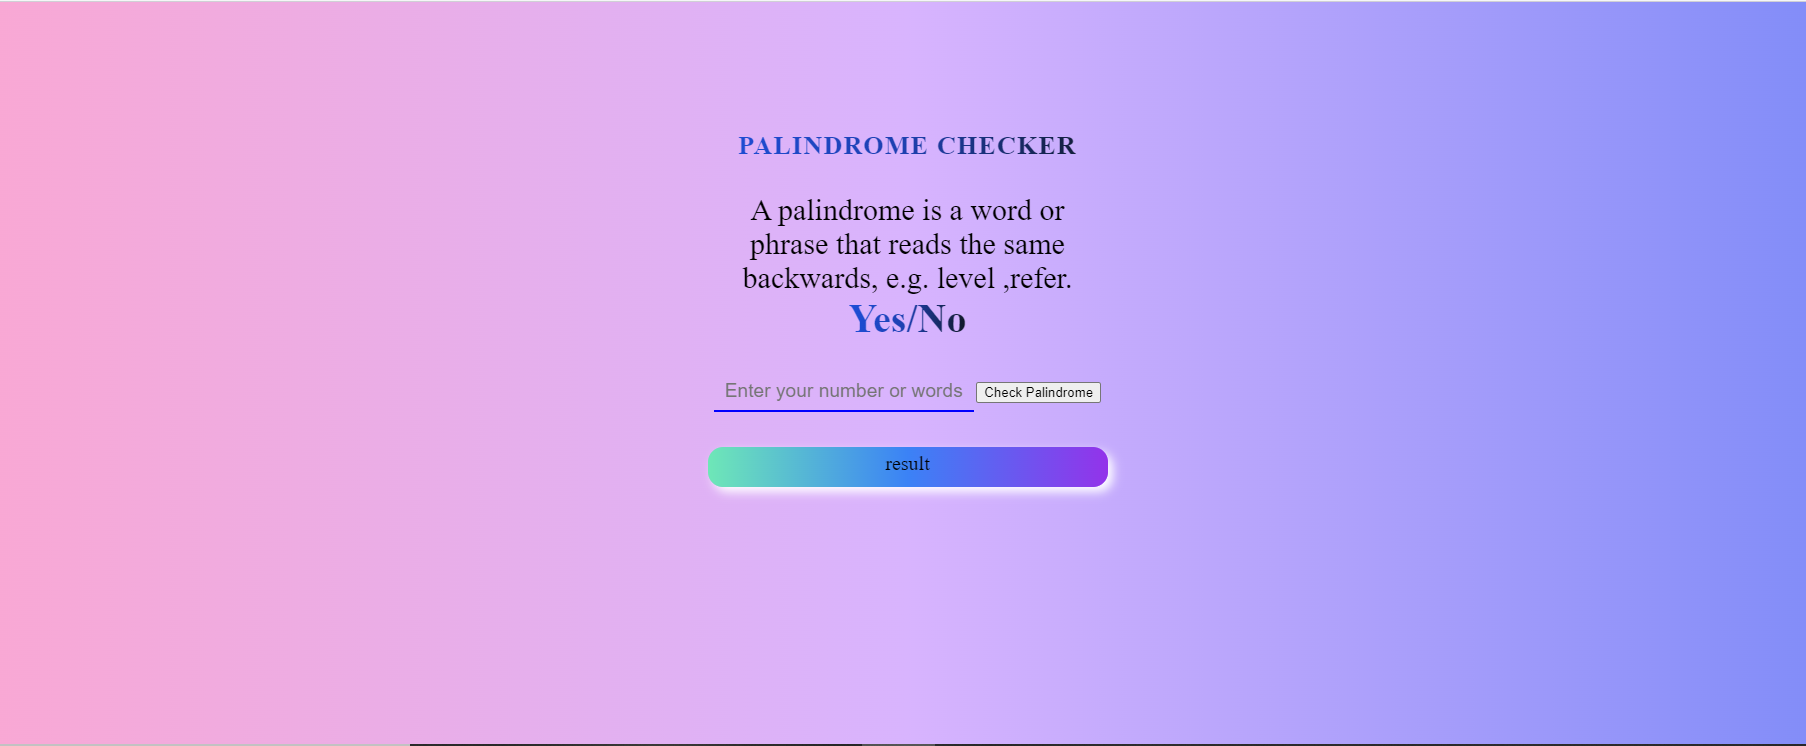 PALINDROME CHECKER
A palindrome is a word or
phrase that reads the same
backwards, e.g. level ,refer.
Yes/No
Enter your number or words Check Palindrome
result